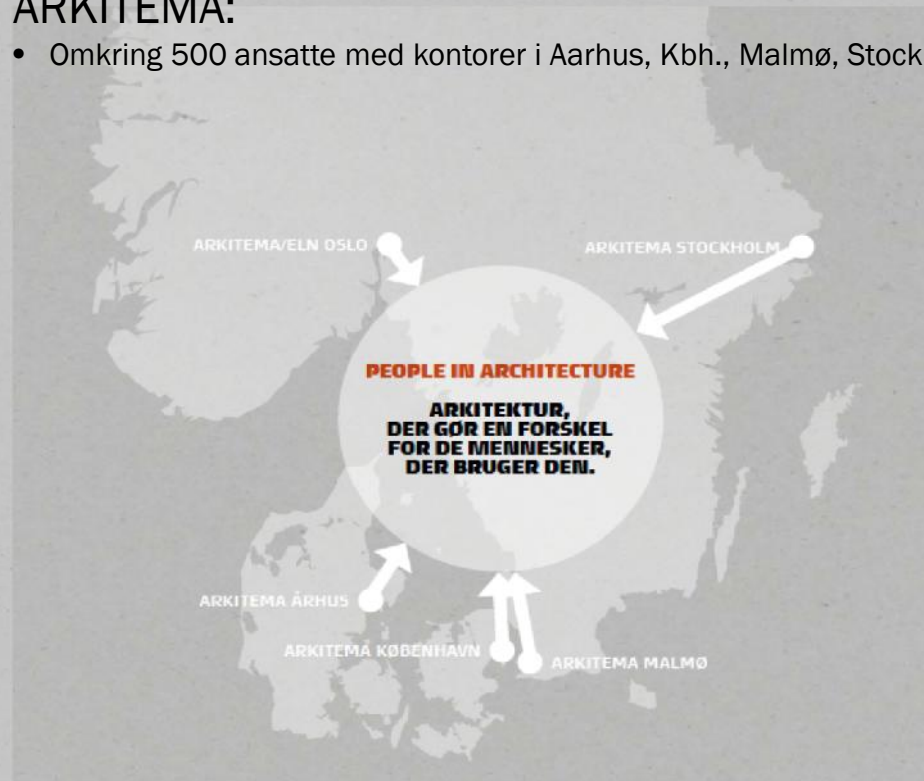 ARKITEMA:
• Omkring 500 ansatte med kontorer i Aarhus, Kbh., Malmø, Stock
ARKITEMA/ELN OSLO
ARKITEMA STOCKHOLM
PEOPLE IN ARCHITECTURE
ARKITEKTUR,
DER GØR EN FORSKEL
FOR DE MENNESKER,
DER BRUGER DEN.
ARKITEMA ÅRHUS
ARKITEMA KØBENHAVN
ARKITEMA MALMØ